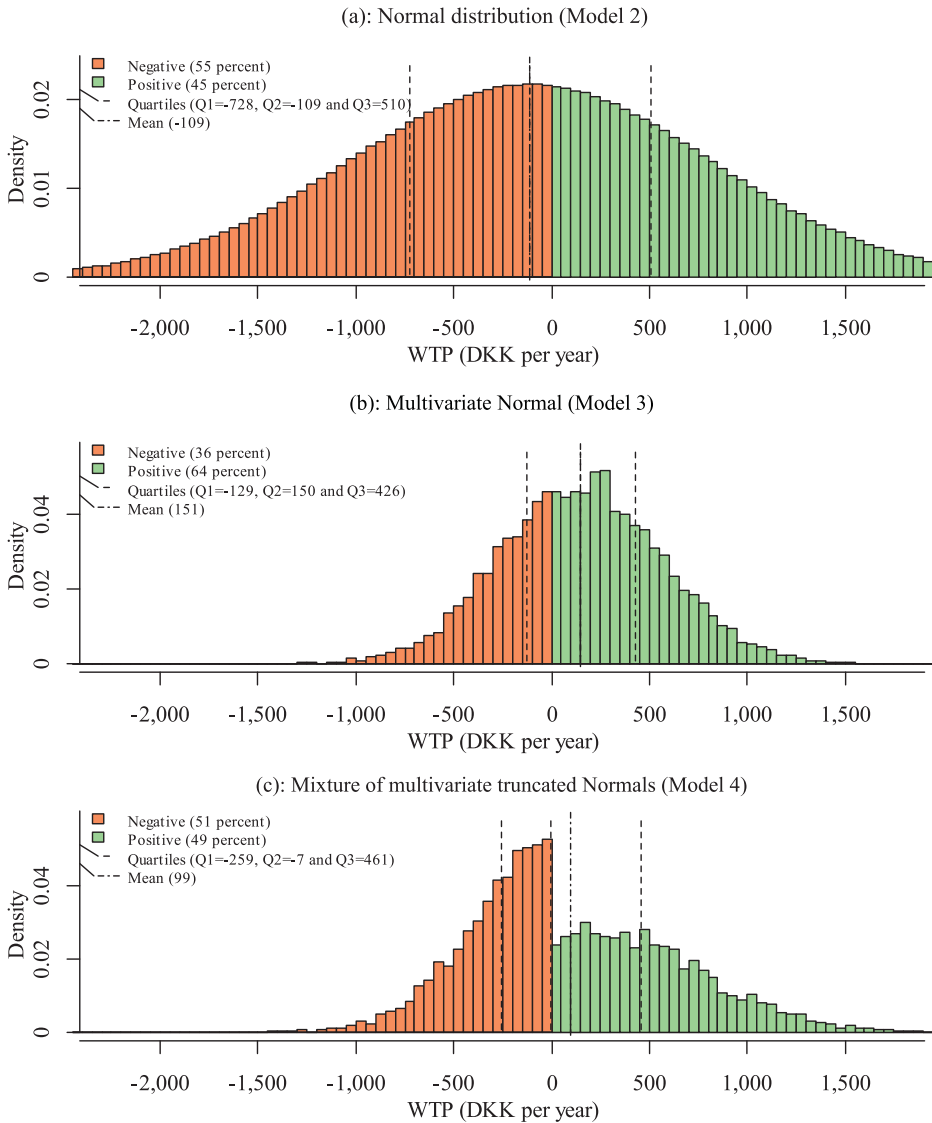 (a): Normal distribution (Model 2)
Negative (55 percent)
Positive (45 percent)
Quartiles (Q1=-728, Q2=-109 and Q3=510)
Mean (-109)
Density
0.02
0.01
0
-2,000 -1,500 -1,000 -500 0 500 1,000 1,500
WTP (DKK per year)
(b): Multivariate Normal (Model 3)
Negative (36 percent)
Positive (64 percent)
Quartiles (Q1=-129, Q2=150 and Q3=426)
Mean (151)
Density
0.04
0.02
0
-2,000 -1,500 -1,000 -500 0 500 1,000 1,500
WTP (DKK per year)
(c): Mixture of multivariate truncated Normals (Model 4)
Negative (51 percent)
Positive (49 percent)
Quartiles (Q1=-259, Q2=-7 and Q3=461)
Mean (99)
Density
0.04
0.02
0
-2,000 -1,500 -1,000 -500 0 500 1,000 1,500
WTP (DKK per year)